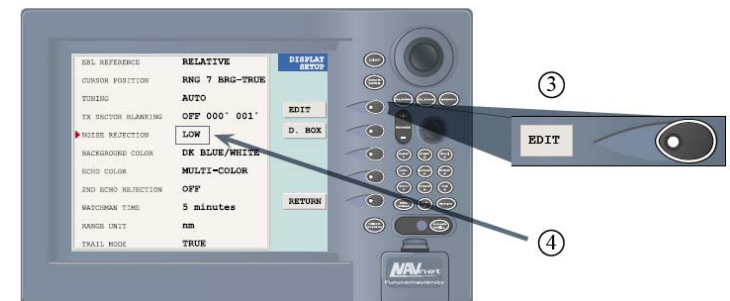 EBL REFERENCE RELATIVE
CURSOR POSITION RNG 7 BRG-TRUE
TUNING AUTO
TX SECTOR BLANKING OFF 000° 001°
NOISE REJECTION LOW
BACKGROUND COLOR DK BLUE/WHITE
ECHO COLOR MULTI-COLOR
2ND ECHO REJECTION OFF
WATCHMAN TIME 5 minutes
RANGE UNIT nm
TRAIL MODE TRUE
DISPLAY
SETUP
EDIT
D. BOX
RETURN
NAVnet
3
EDIT
4